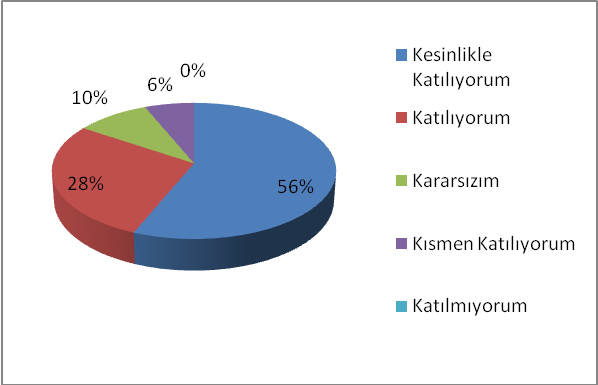 0%
6%
10%
28%
56%
Kesinlikle
Katılıyorum
Katılıyorum
Kararsızım
Kısmen Katılıyorum
Katılmıyorum